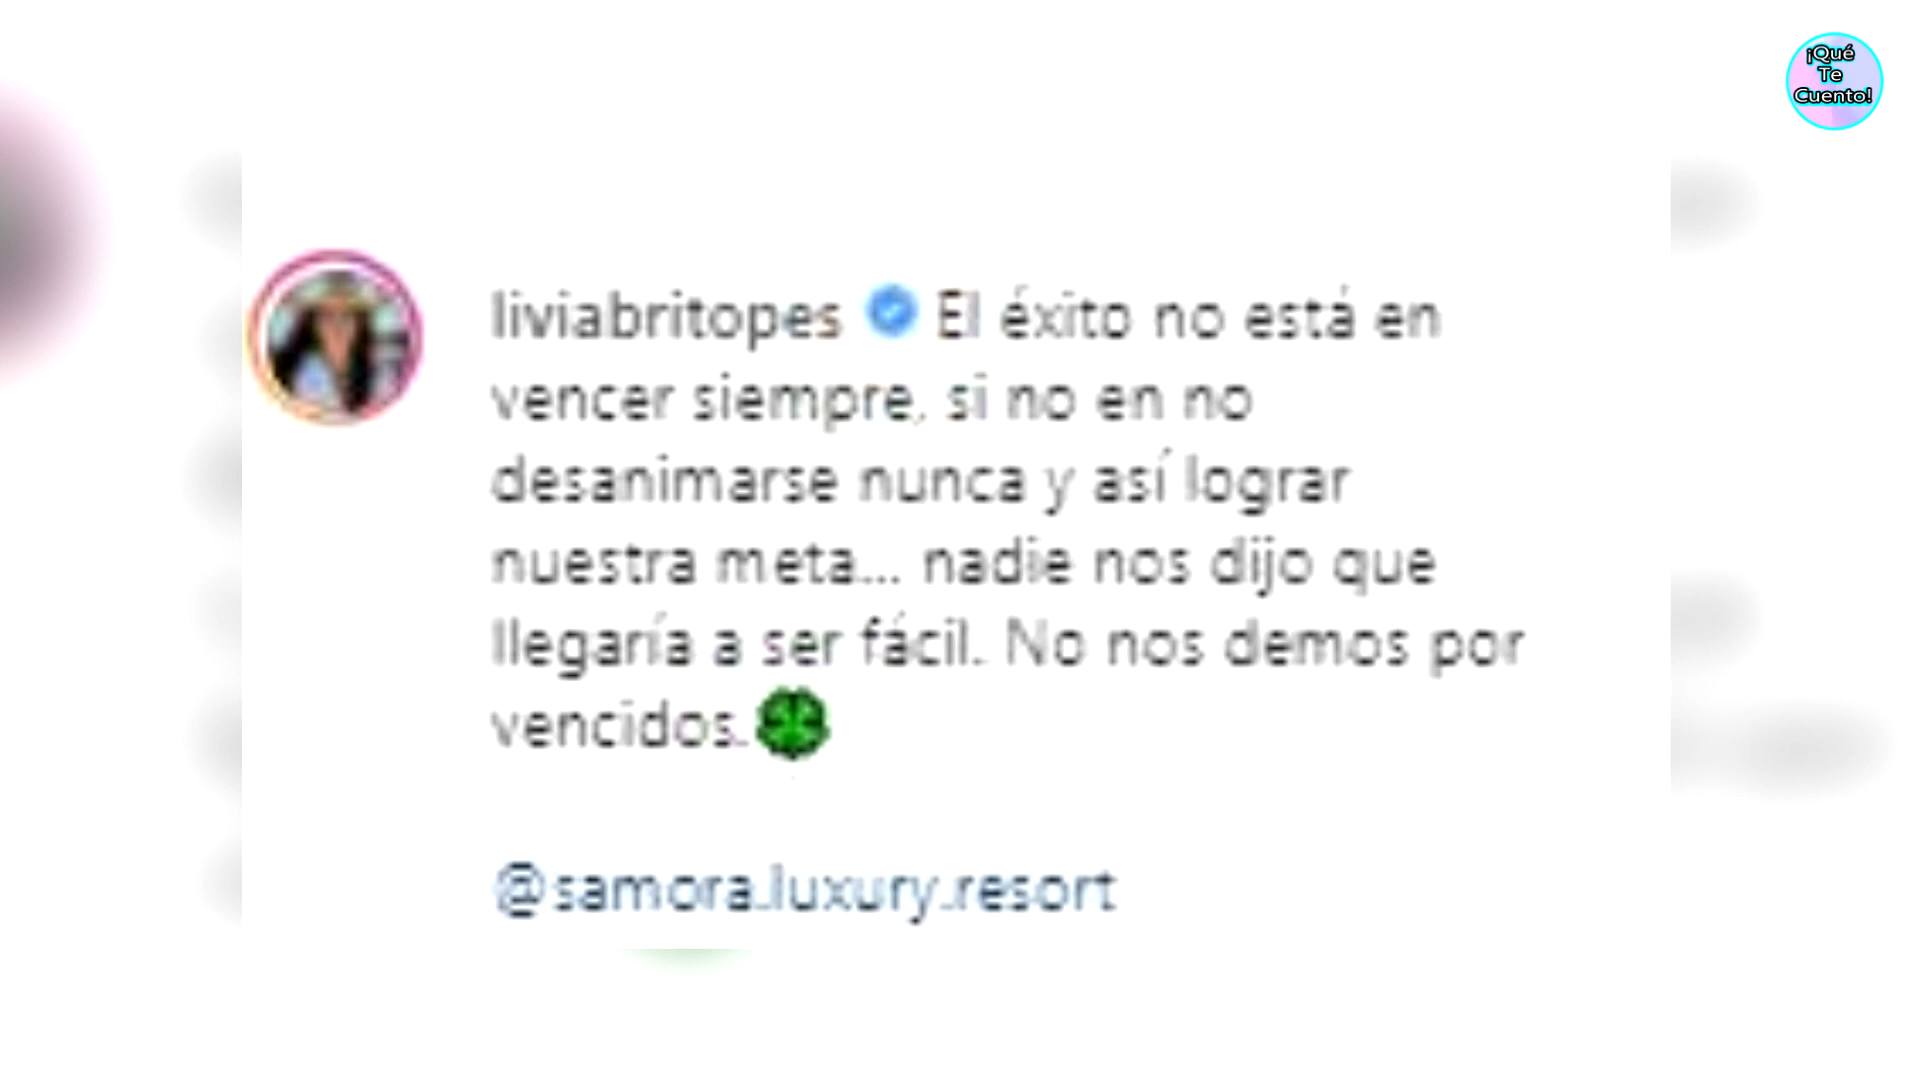 ¡Qué
Te
Cuento!
liviabritopes El éxito no está en
vencer siempre, si no en no
desanimarse nunca y así lograr
nuestra meta... nadie nos dijo que
llegaría a ser fácil. No nos demos por
vencidos.🍀
@samora.luxury.resort